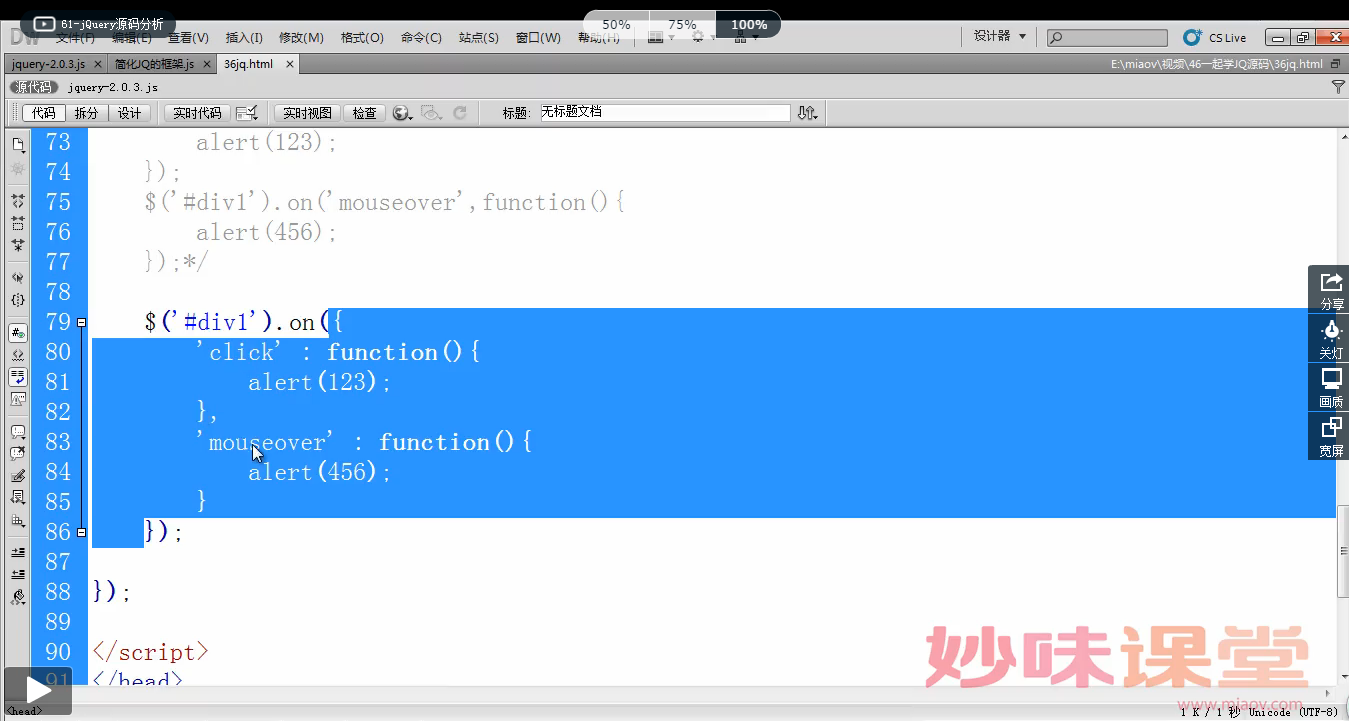 61-jQuery源码分析
50% 75% 100%
DW 文件(F) 编辑(E) 查看(V) 插入(I) 修改(M) 格式(O) 命令(C) 站点(S) 窗口(W) 帮助(H) 设计器 CS Live
jquery-2.0.3.js 简化JQ的框架.js 36jq.html E:\miaov\视频\46一起学JQ源码\36jq.html
源代码 jquery-2.0.3.js
代码 拆分 设计 实时代码 实时视图 检查 标题: 无标题文档
73 alert(123);
74 });
75 $('#div1').on('mouseover',function(){
76 alert(456);
77 });*/
78
79 $('#div1').on({
80 'click' : function(){
81 alert(123);
82 },
83 'mouseover' : function(){
84 alert(456);
85 }
86 });
87
88 });
89
90 </script>
91 </head>
分享
关灯
画质
宽屏
妙味课堂
www.miaov.com
<head> 1 K / 1 秒 Unicode (UTF-8)